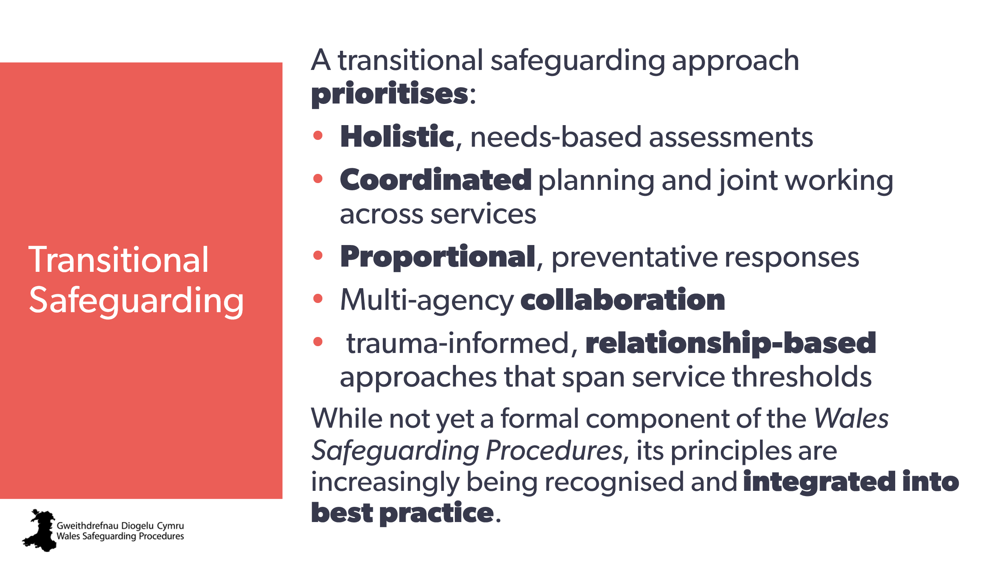 Transitional
Safeguarding
A transitional safeguarding approach
prioritises:
• Holistic, needs-based assessments
• Coordinated planning and joint working
across services
• Proportional, preventative responses
• Multi-agency collaboration
• trauma-informed, relationship-based
approaches that span service thresholds
While not yet a formal component of the Wales
Safeguarding Procedures, its principles are
increasingly being recognised and integrated into
best practice.
Gweithdrefnau Diogelu Cymru
Wales Safeguarding Procedures